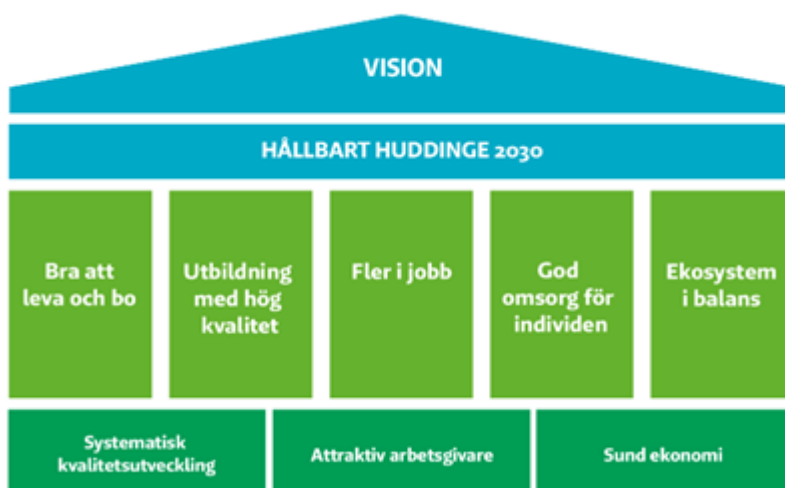 VISION
HÅLLBART HUDDINGE 2030
Bra att
leva och bo
Utbildning
med hög
kvalitet
Fler i jobb
God
omsorg för
individen
Ekosystem
i balans
Systematisk
kvalitetsutveckling
Attraktiv arbetsgivare
Sund ekonomi